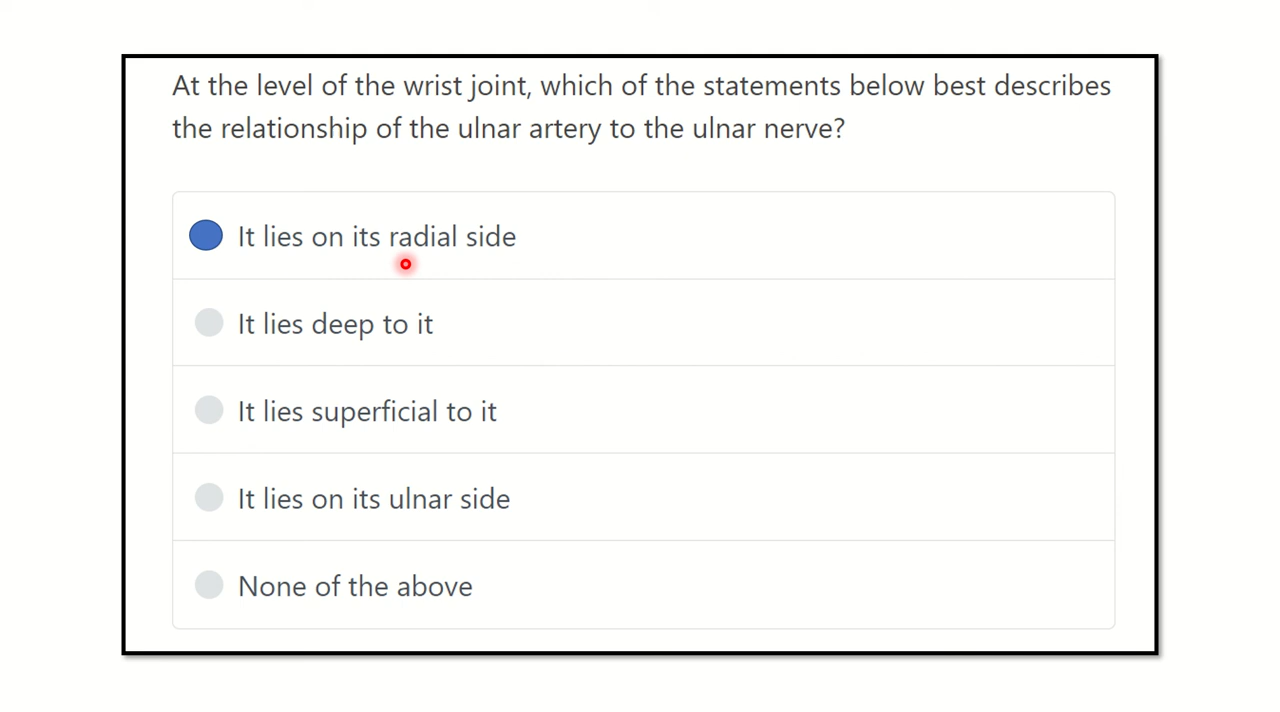 At the level of the wrist joint, which of the statements below best describes
the relationship of the ulnar artery to the ulnar nerve?
It lies on its radial side
It lies deep to it
It lies superficial to it
It lies on its ulnar side
None of the above